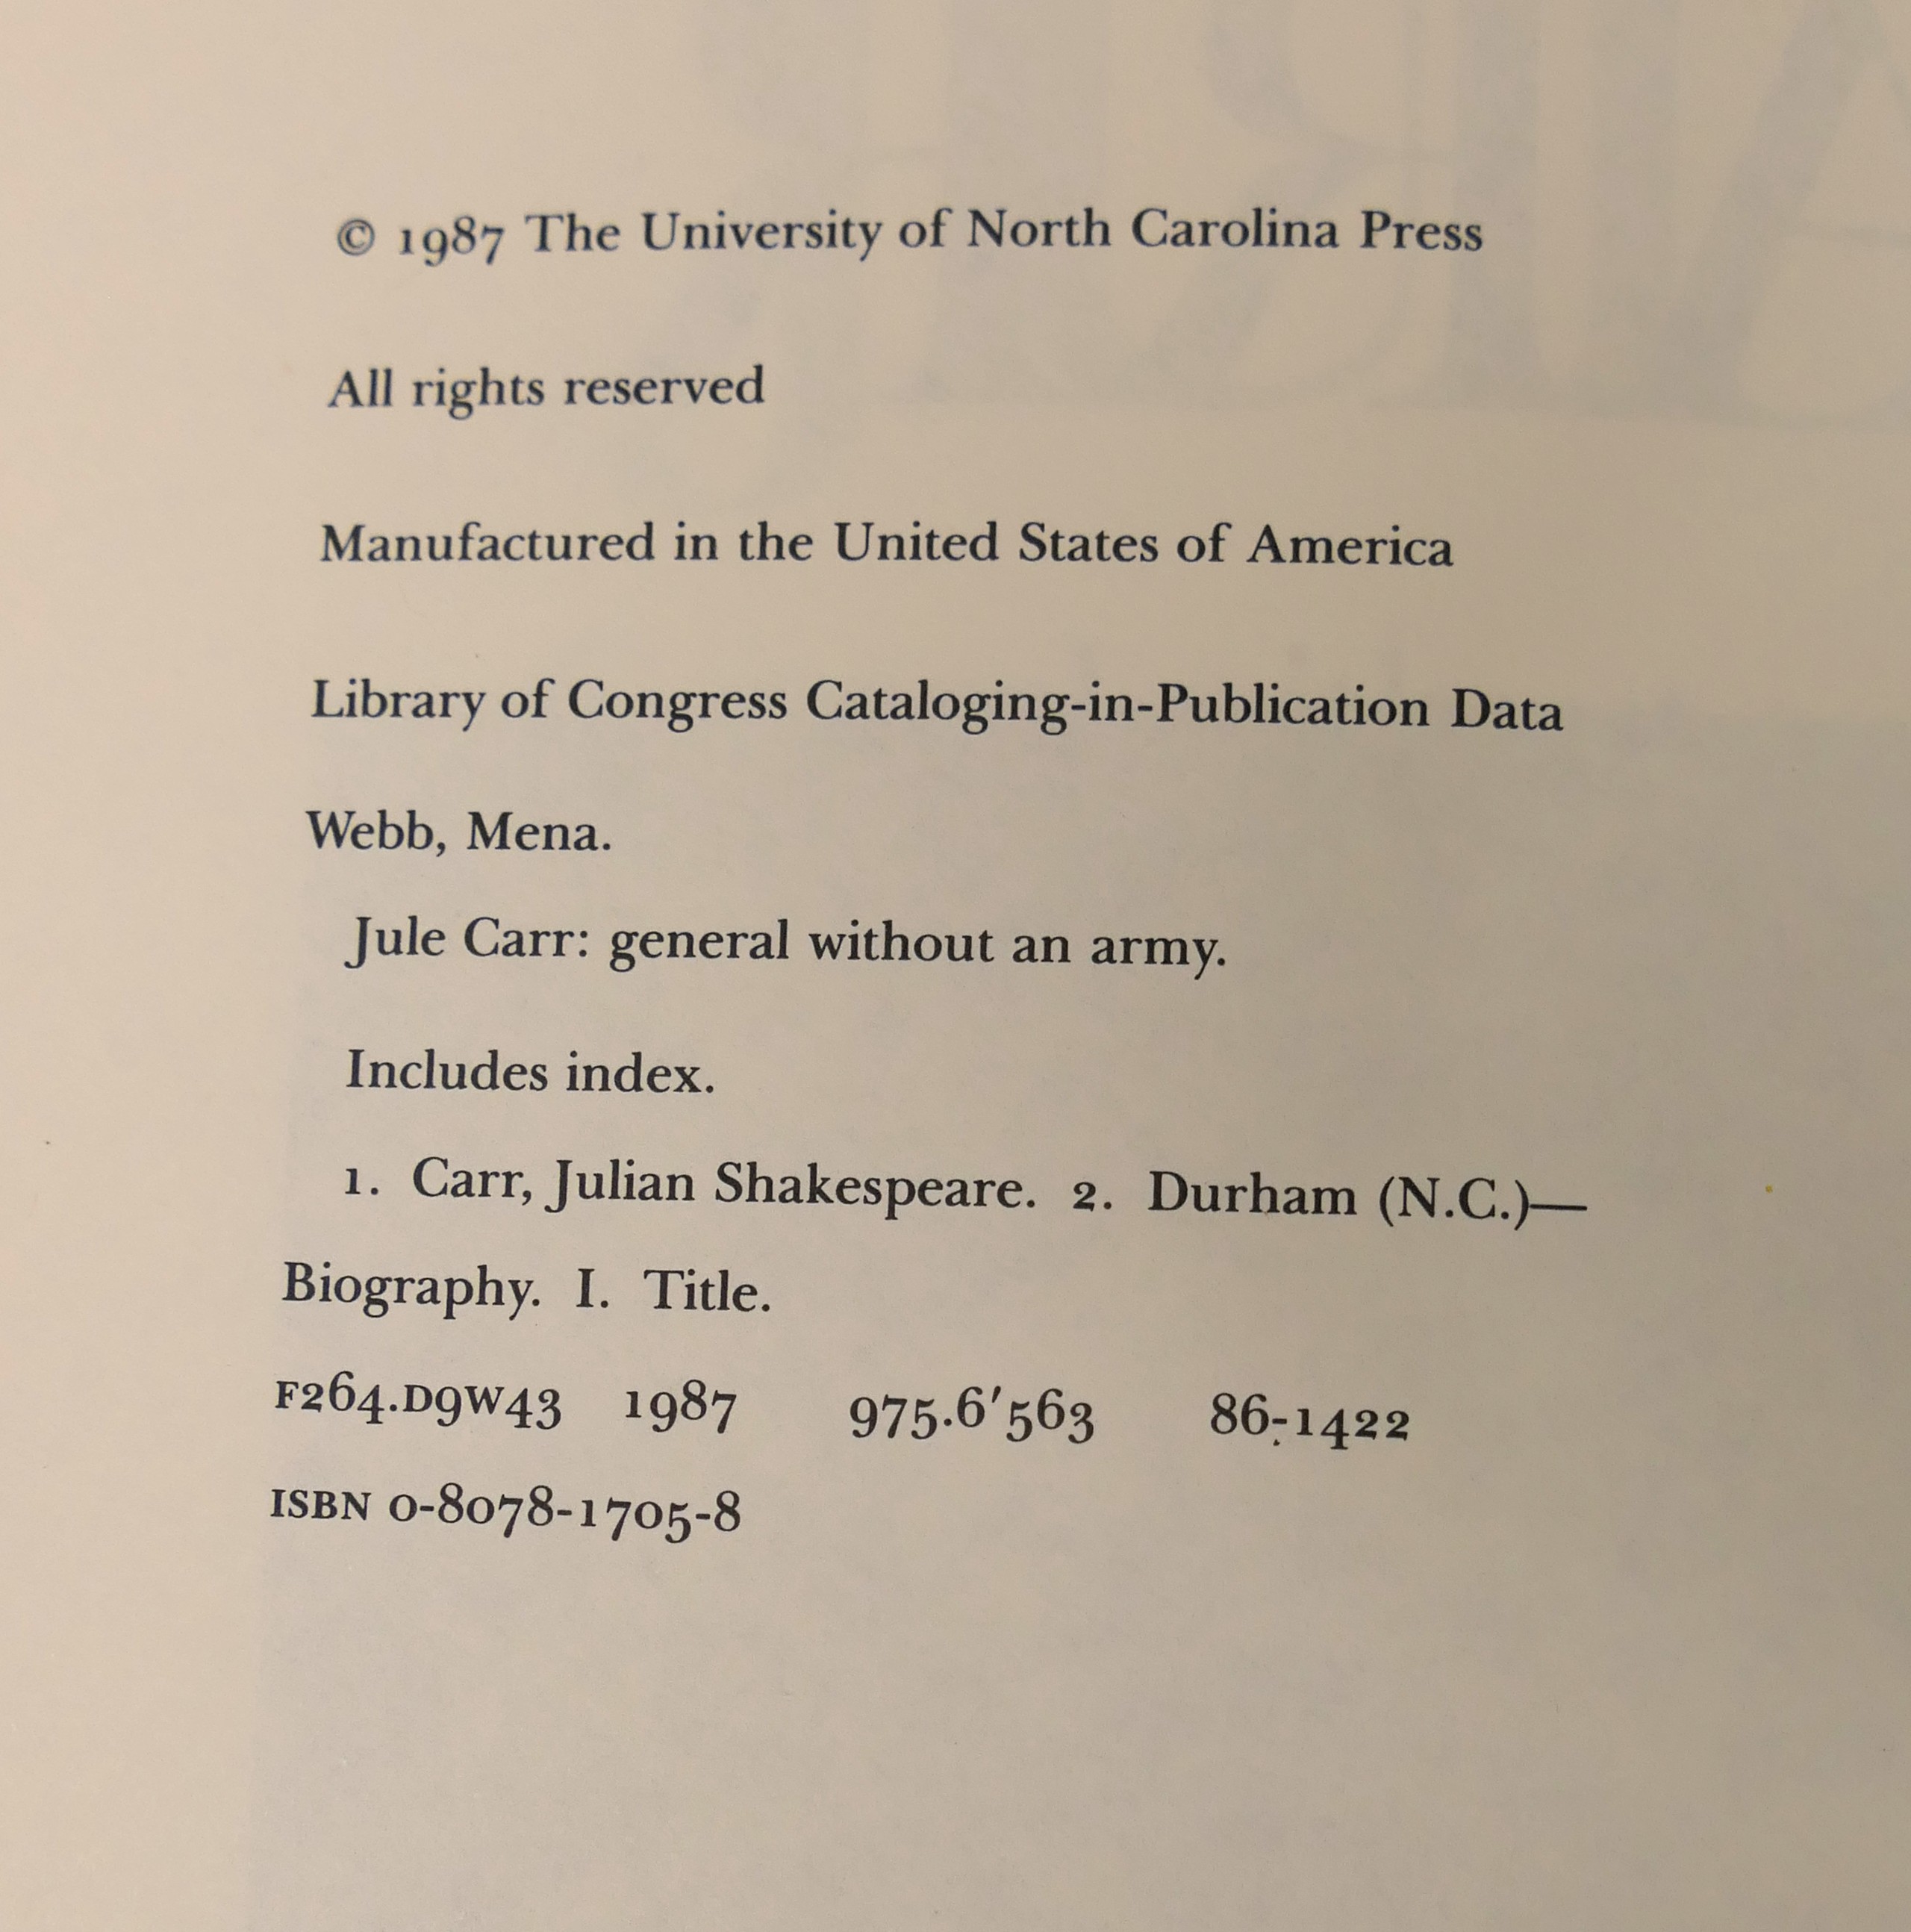 © 1987 The University of North Carolina Press
All rights reserved
Manufactured in the United States of America
Library of Congress Cataloging-in-Publication Data
Webb, Mena.
Jule Carr: general without an army.
Includes index.
1. Carr, Julian Shakespeare. 2. Durham (N.C.)—
Biography. I. Title.
F264.D9W43 1987 975.6′563 86-1422
ISBN 0-8078-1705-8